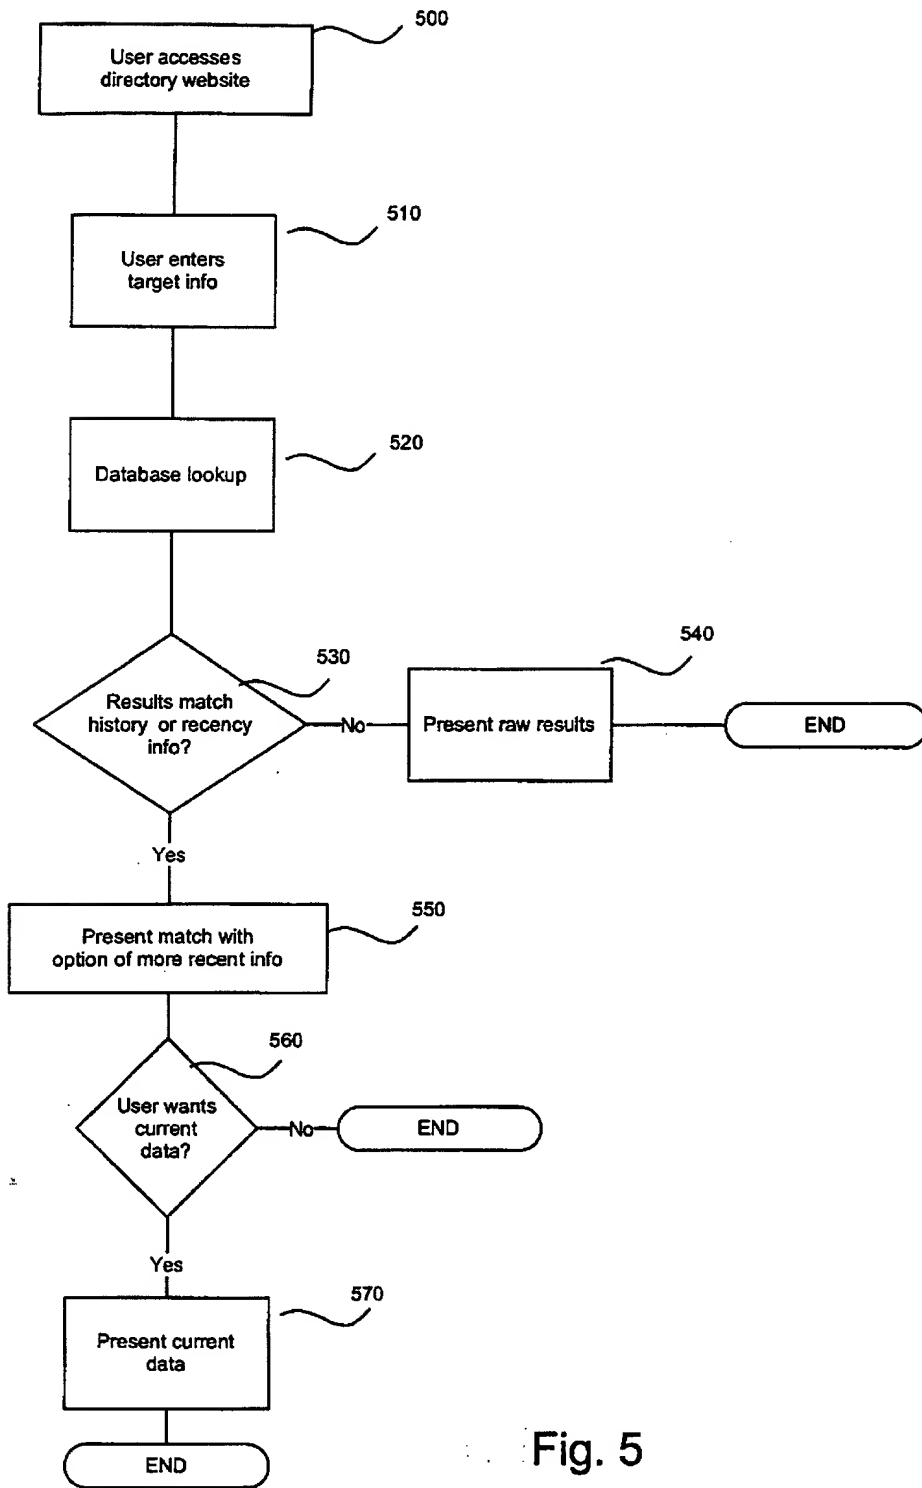 500
User accesses
directory website
510
User enters
target info
520
Database lookup
530
Results match
history or recency
info?
No
540
Present raw results
END
Yes
550
Present match with
option of more recent info
560
User wants
current
data?
No
END
Yes
570
Present current
data
END
Fig. 5